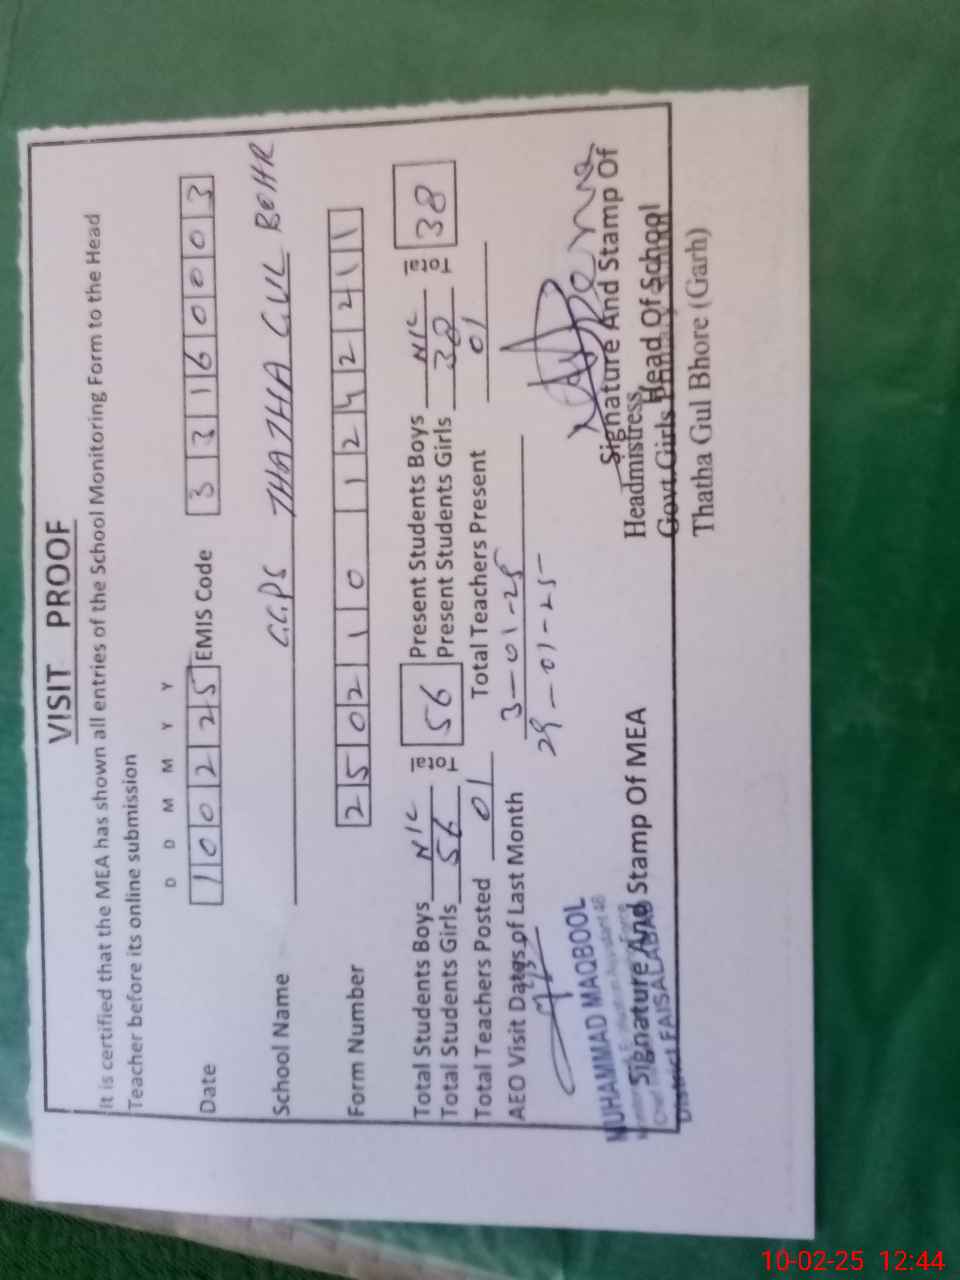 VISIT PROOF
It is certified that the MEA has shown all entries of the School Monitoring Form to the Head
Teacher before its online submission
D D M M Y Y
Date 1 0 0 2 2 5 EMIS Code 3 3 1 6 0 0 0 3
School Name G.G.P.S THATHA GUL BOHR
Form Number 2 5 0 2 1 0 1 2 4 2 2 1 1
Total Students Boys N/C Total 56 Present Students Boys N/C Total 38
Total Students Girls 56 Present Students Girls 38
Total Teachers Posted 01 Total Teachers Present 01
AEO Visit Dates of Last Month 3-01-25
29-01-25
MUHAMMAD MAQBOOL
Signature And Stamp Of MEA
District FAISALABAD
Signature And Stamp Of
Head Of School
Headmistress
Govt. Girls
Thatha Gul Bhore (Garh)
10-02-25 12:44